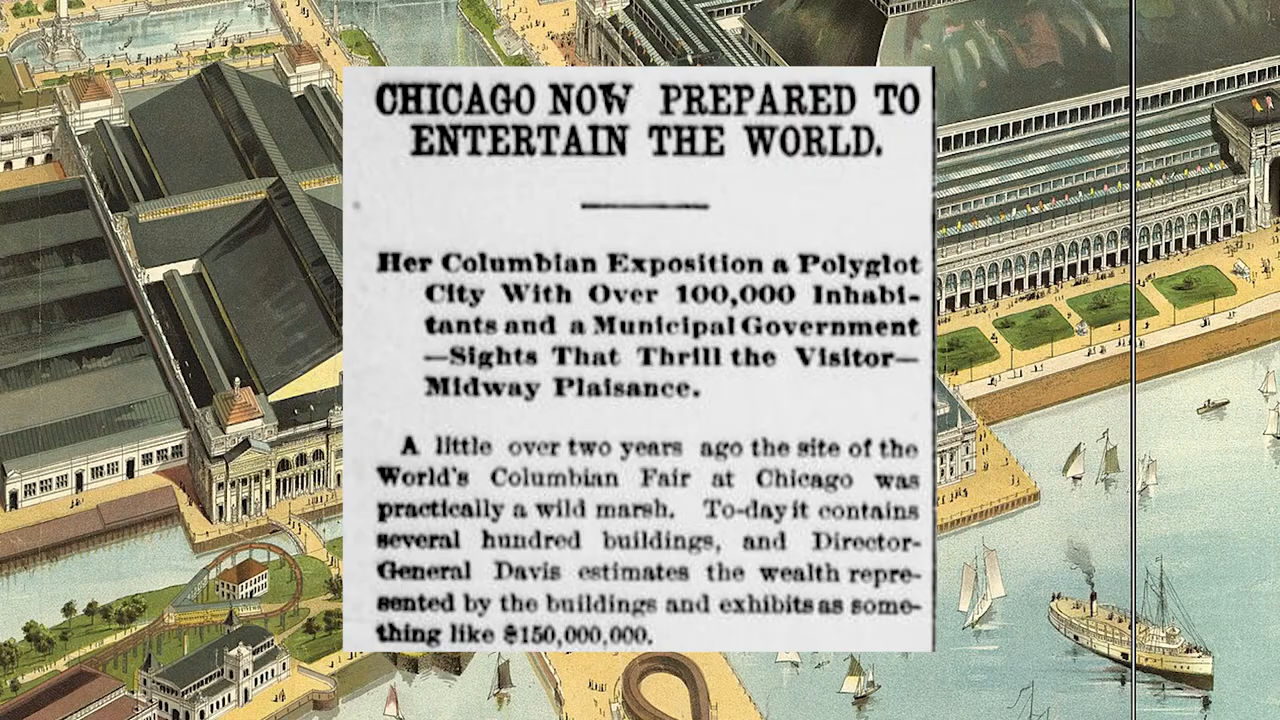 CHICAGO NOW PREPARED TO
ENTERTAIN THE WORLD.
Her Columbian Exposition a Polyglot
City With Over 100,000 Inhabi-
tants and a Municipal Government
—Sights That Thrill the Visitor—
Midway Plaisance.
A little over two years ago the site of the
World's Columbian Fair at Chicago was
practically a wild marsh. To-day it contains
several hundred buildings, and Director-
General Davis estimates the wealth repre-
sented by the buildings and exhibits as some-
thing like $150,000,000.